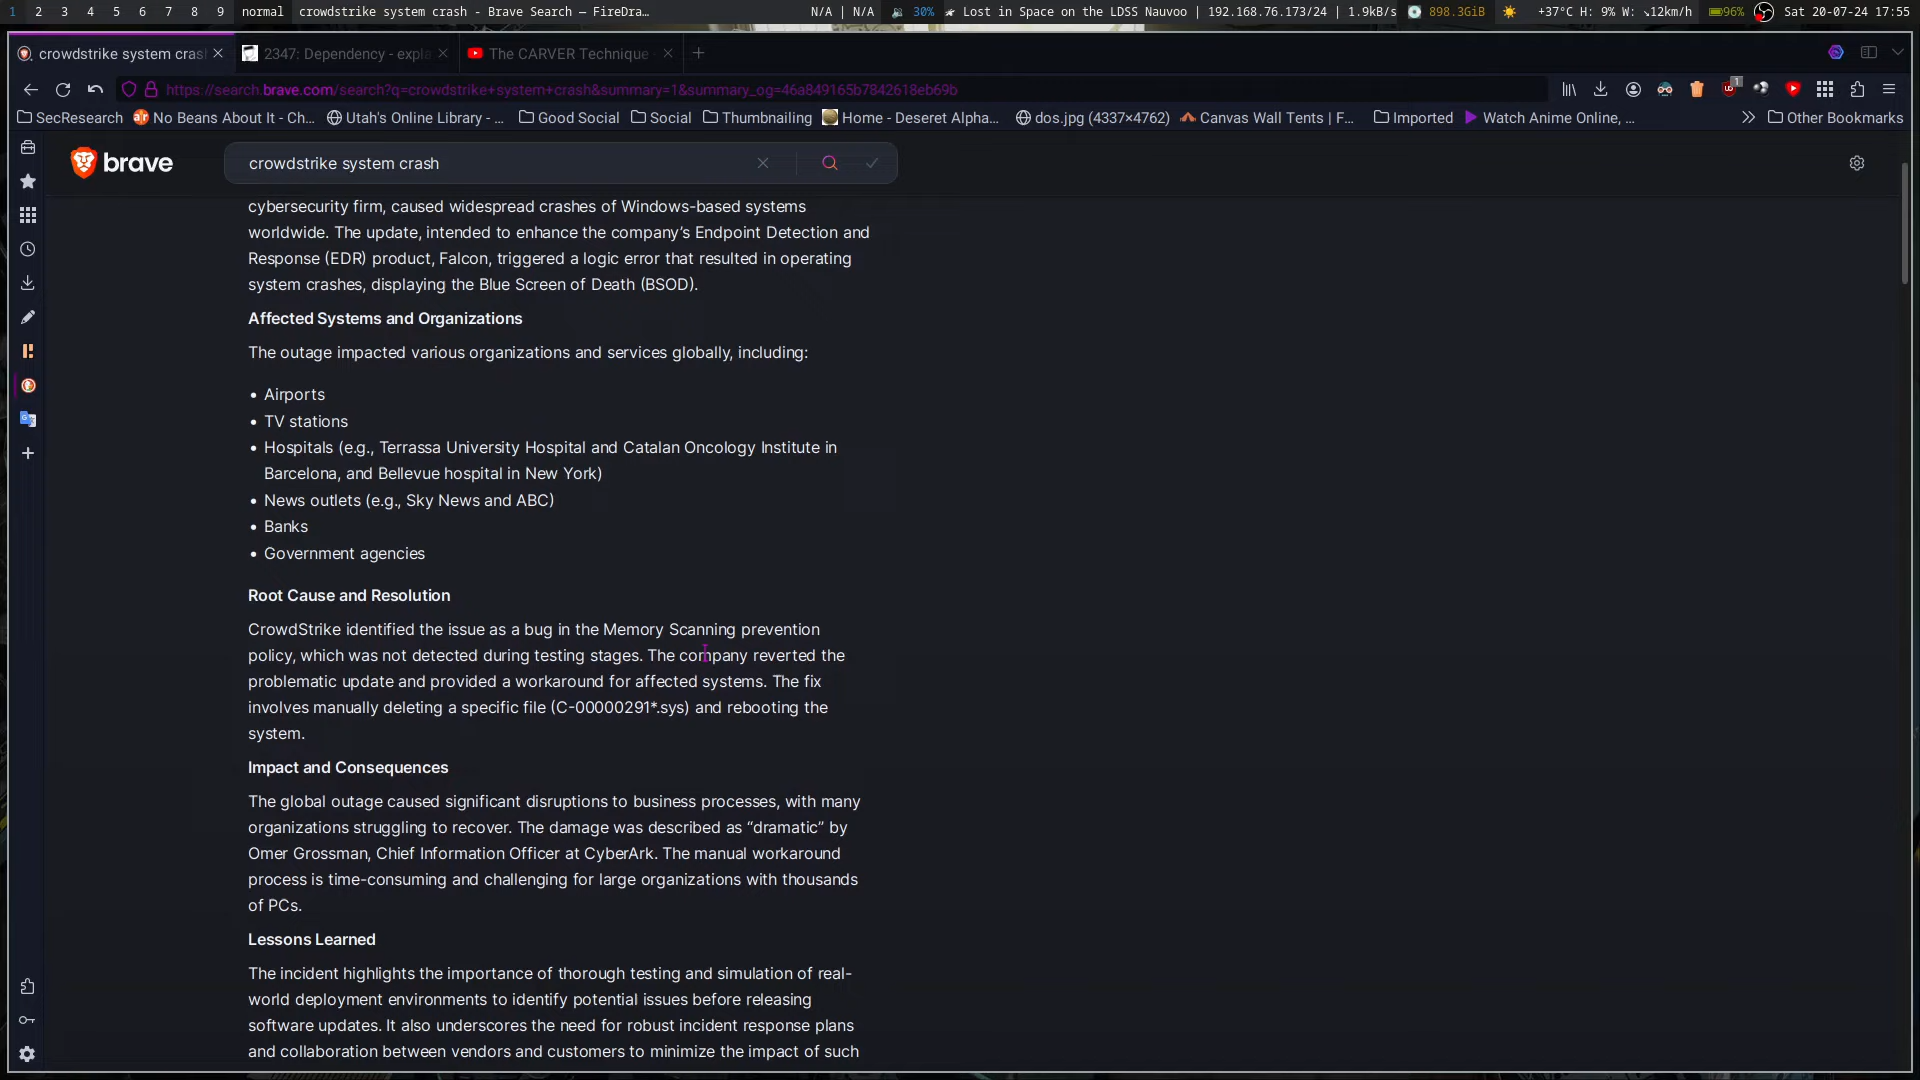 1 2 3 4 5 6 7 8 9 normal crowdstrike system crash - Brave Search — FireDra… N/A | N/A 30% Lost in Space on the LDSS Nauvoo | 192.168.76.173/24 | 1.9kB/s 898.3GiB +37°C H: 9% W: ↘12km/h 96% Sat 20-07-24 17:55
crowdstrike system cras 2347: Dependency - expla The CARVER Technique
https://search.brave.com/search?q=crowdstrike+system+crash&summary=1&summary_og=46a849165b7842618eb69b 1
SecResearch No Beans About It - Ch… Utah's Online Library - … Good Social Social Thumbnailing Home - Deseret Alpha… dos.jpg (4337×4762) Canvas Wall Tents | F… Imported Watch Anime Online, … Other Bookmarks
brave crowdstrike system crash
cybersecurity firm, caused widespread crashes of Windows-based systems
worldwide. The update, intended to enhance the company's Endpoint Detection and
Response (EDR) product, Falcon, triggered a logic error that resulted in operating
system crashes, displaying the Blue Screen of Death (BSOD).
Affected Systems and Organizations
The outage impacted various organizations and services globally, including:
• Airports
• TV stations
• Hospitals (e.g., Terrassa University Hospital and Catalan Oncology Institute in
Barcelona, and Bellevue hospital in New York)
• News outlets (e.g., Sky News and ABC)
• Banks
• Government agencies
Root Cause and Resolution
CrowdStrike identified the issue as a bug in the Memory Scanning prevention
policy, which was not detected during testing stages. The company reverted the
problematic update and provided a workaround for affected systems. The fix
involves manually deleting a specific file (C-00000291*.sys) and rebooting the
system.
Impact and Consequences
The global outage caused significant disruptions to business processes, with many
organizations struggling to recover. The damage was described as “dramatic” by
Omer Grossman, Chief Information Officer at CyberArk. The manual workaround
process is time-consuming and challenging for large organizations with thousands
of PCs.
Lessons Learned
The incident highlights the importance of thorough testing and simulation of real-
world deployment environments to identify potential issues before releasing
software updates. It also underscores the need for robust incident response plans
and collaboration between vendors and customers to minimize the impact of such